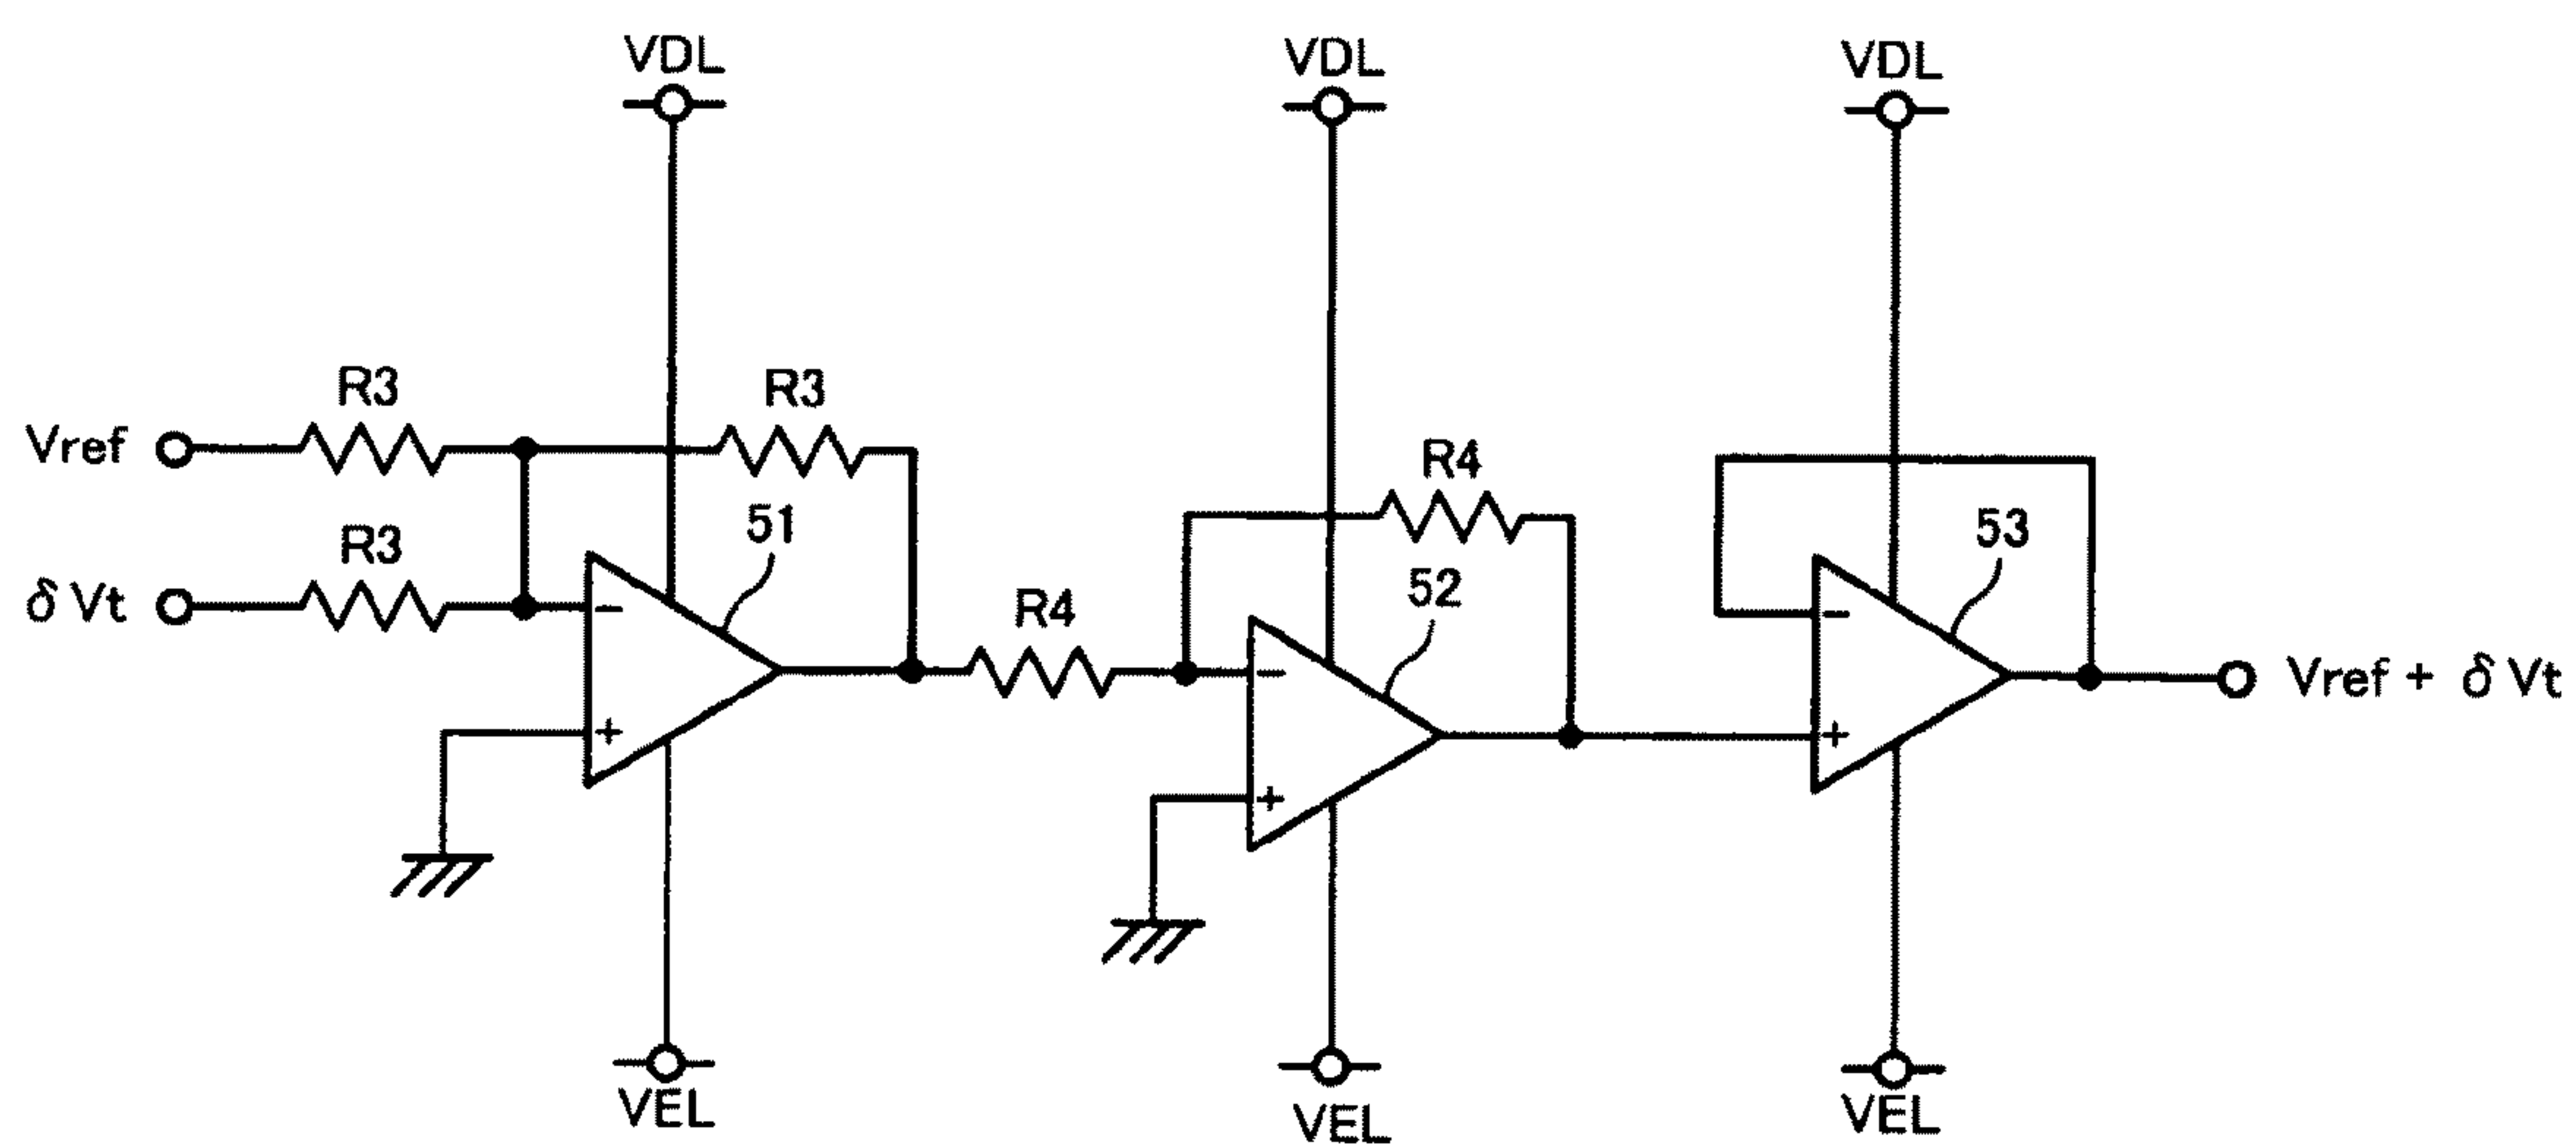 VDL
VDL
VDL
R3
R3
Vref
R4
51
53
R3
52
δ Vt
R4
−
−
−
Vref + δ Vt
+
+
+
VEL
VEL
VEL